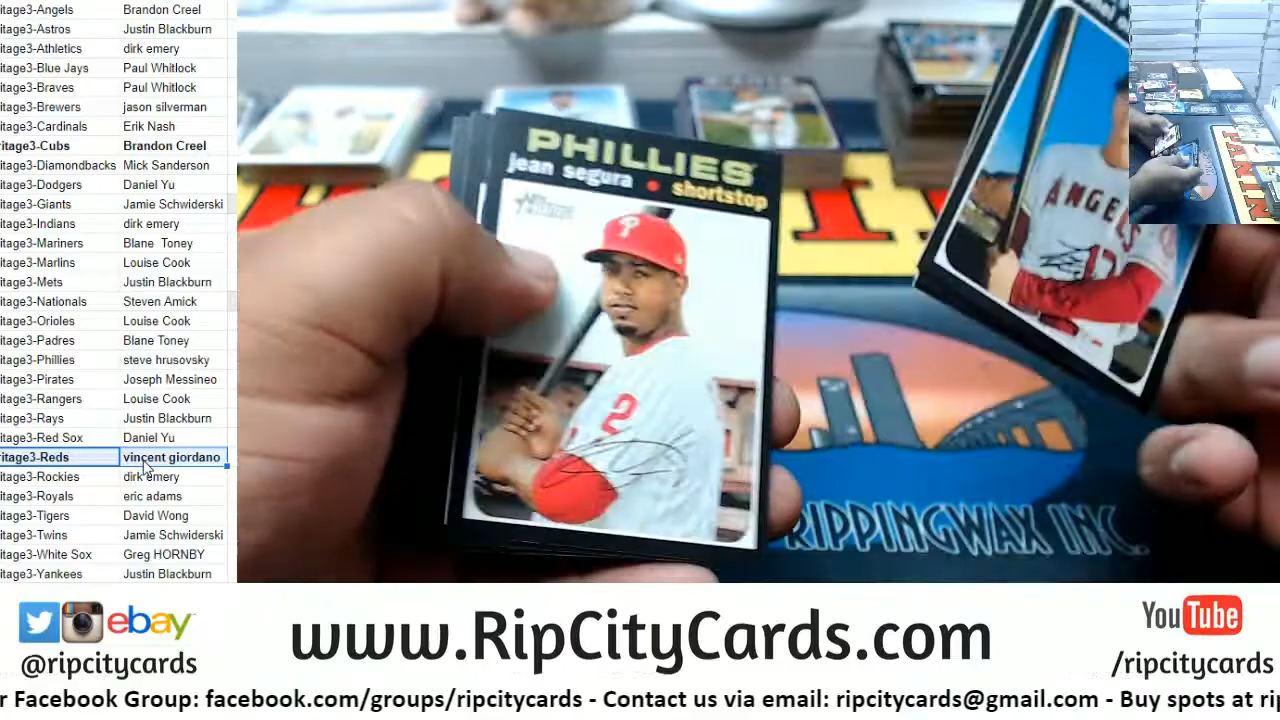 itage3-Angels Brandon Creel
itage3-Astros Justin Blackburn
itage3-Athletics dirk emery
itage3-Blue Jays Paul Whitlock
itage3-Braves Paul Whitlock
itage3-Brewers jason silverman
itage3-Cardinals Erik Nash
itage3-Cubs Brandon Creel
itage3-Diamondbacks Mick Sanderson
itage3-Dodgers Daniel Yu
itage3-Giants Jamie Schwiderski
itage3-Indians dirk emery
itage3-Mariners Blane Toney
itage3-Marlins Louise Cook
itage3-Mets Justin Blackburn
itage3-Nationals Steven Amick
itage3-Orioles Louise Cook
itage3-Padres Blane Toney
itage3-Phillies steve hrusovsky
itage3-Pirates Joseph Messineo
itage3-Rangers Louise Cook
itage3-Rays Justin Blackburn
itage3-Red Sox Daniel Yu
ritage3-Reds vincent giordano
itage3-Rockies dirk emery
itage3-Royals eric adams
itage3-Tigers David Wong
itage3-Twins Jamie Schwiderski
itage3-White Sox Greg HORNBY
itage3-Yankees Justin Blackburn
PHILLIES
jean segura • shortstop
2
ANGELS
RIPPINGWAX INC.
PANINI
ebay
@ripcitycards
www.RipCityCards.com
YouTube
/ripcitycards
r Facebook Group: facebook.com/groups/ripcitycards - Contact us via email: ripcitycards@gmail.com - Buy spots at rip